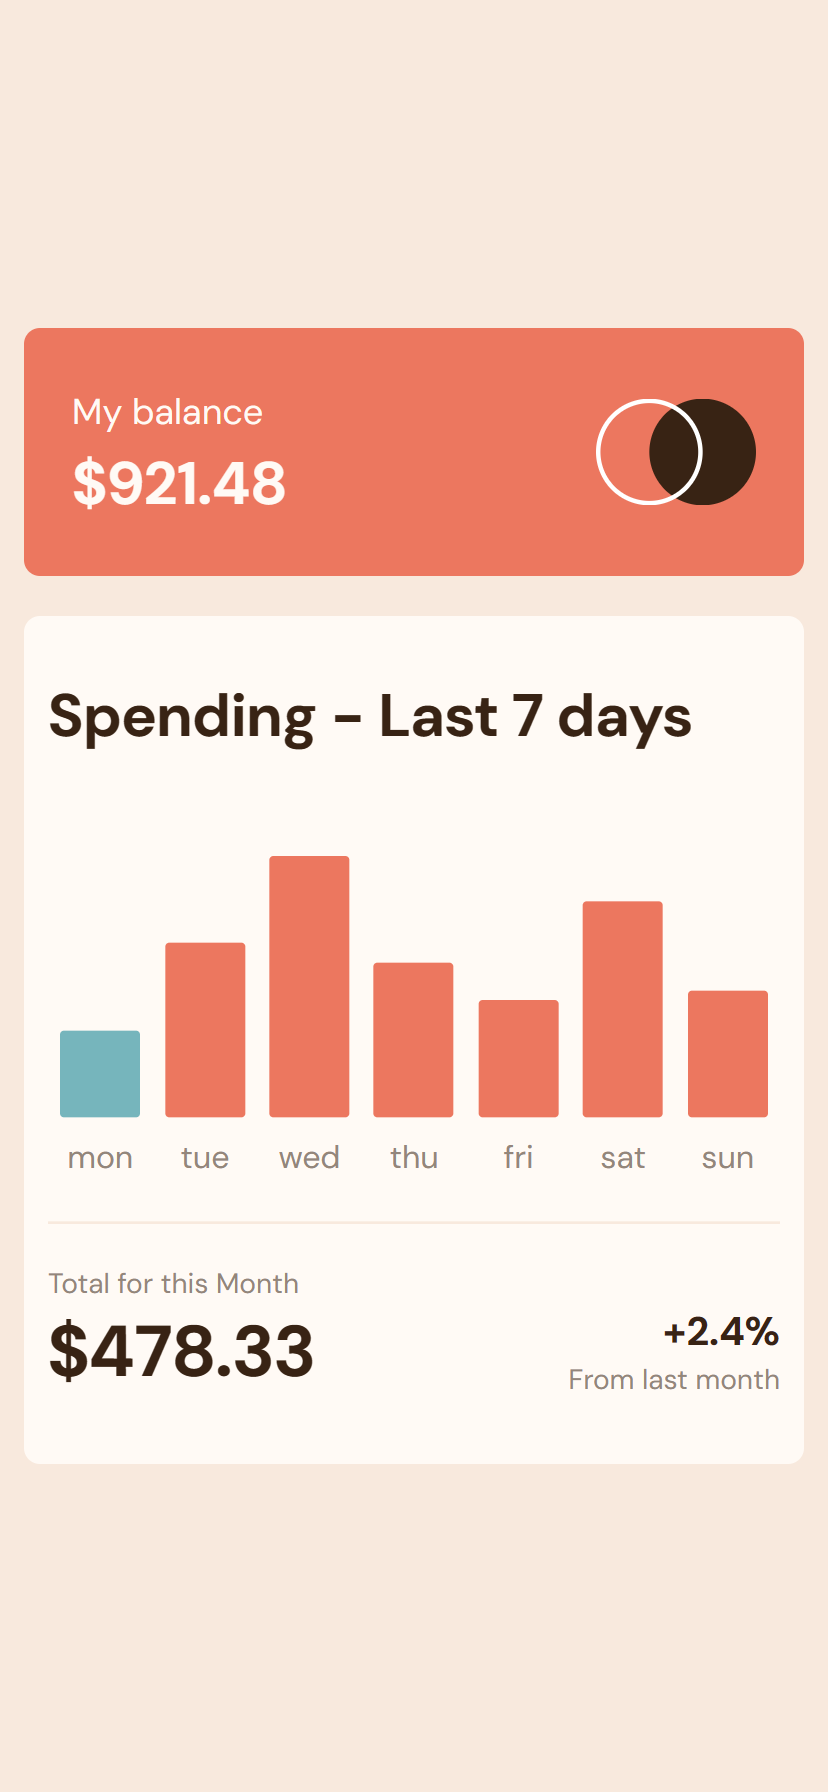 My balance
$921.48
Spending - Last 7 days
mon tue wed thu fri sat sun
Total for this Month
$478.33
+2.4%
From last month